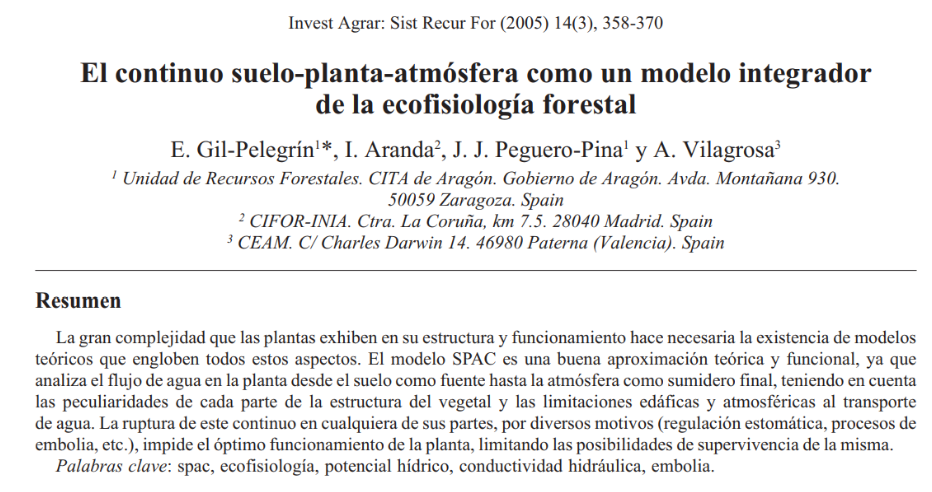 Invest Agrar: Sist Recur For (2005) 14(3), 358-370
El continuo suelo-planta-atmósfera como un modelo integrador
de la ecofisiología forestal
E. Gil-Pelegrín¹*, I. Aranda², J. J. Peguero-Pina¹ y A. Vilagrosa³
¹ Unidad de Recursos Forestales. CITA de Aragón. Gobierno de Aragón. Avda. Montañana 930.
50059 Zaragoza. Spain
² CIFOR-INIA. Ctra. La Coruña, km 7.5. 28040 Madrid. Spain
³ CEAM. C/ Charles Darwin 14. 46980 Paterna (Valencia). Spain
Resumen
La gran complejidad que las plantas exhiben en su estructura y funcionamiento hace necesaria la existencia de modelos
teóricos que engloben todos estos aspectos. El modelo SPAC es una buena aproximación teórica y funcional, ya que
analiza el flujo de agua en la planta desde el suelo como fuente hasta la atmósfera como sumidero final, teniendo en cuenta
las peculiaridades de cada parte de la estructura del vegetal y las limitaciones edáficas y atmosféricas al transporte
de agua. La ruptura de este continuo en cualquiera de sus partes, por diversos motivos (regulación estomática, procesos de
embolia, etc.), impide el óptimo funcionamiento de la planta, limitando las posibilidades de supervivencia de la misma.
Palabras clave: spac, ecofisiología, potencial hídrico, conductividad hidráulica, embolia.